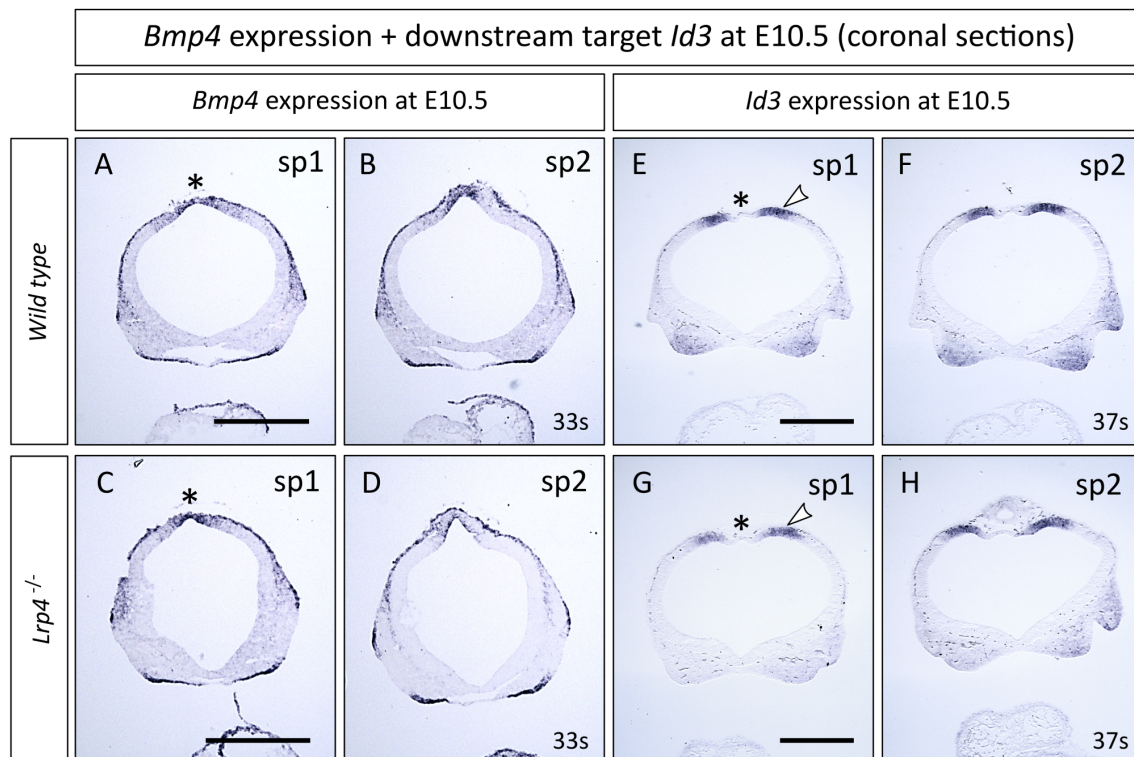 Bmp4 expression + downstream target Id3 at E10.5 (coronal sections)
Bmp4 expression at E10.5
Id3 expression at E10.5
Wild type
A * sp1
B sp2
33s
E * sp1
F sp2
37s
Lrp4-/-
C * sp1
D sp2
33s
G * sp1
H sp2
37s